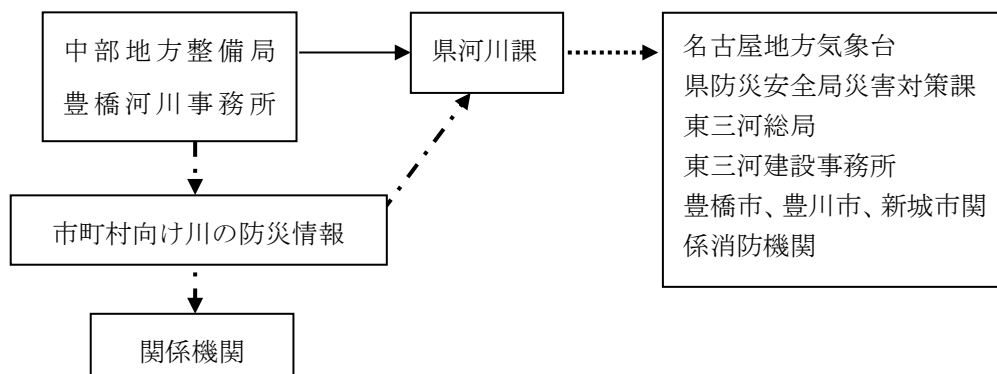 中部地方整備局
豊橋河川事務所
県河川課
名古屋地方気象台
県防災安全局災害対策課
東三河総局
東三河建設事務所
豊橋市、豊川市、新城市関
係消防機関
市町村向け川の防災情報
関係機関